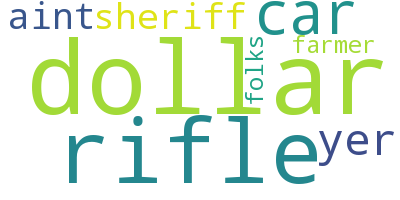 aint sheriff car
dollar
folks
farmer
rifle
yer